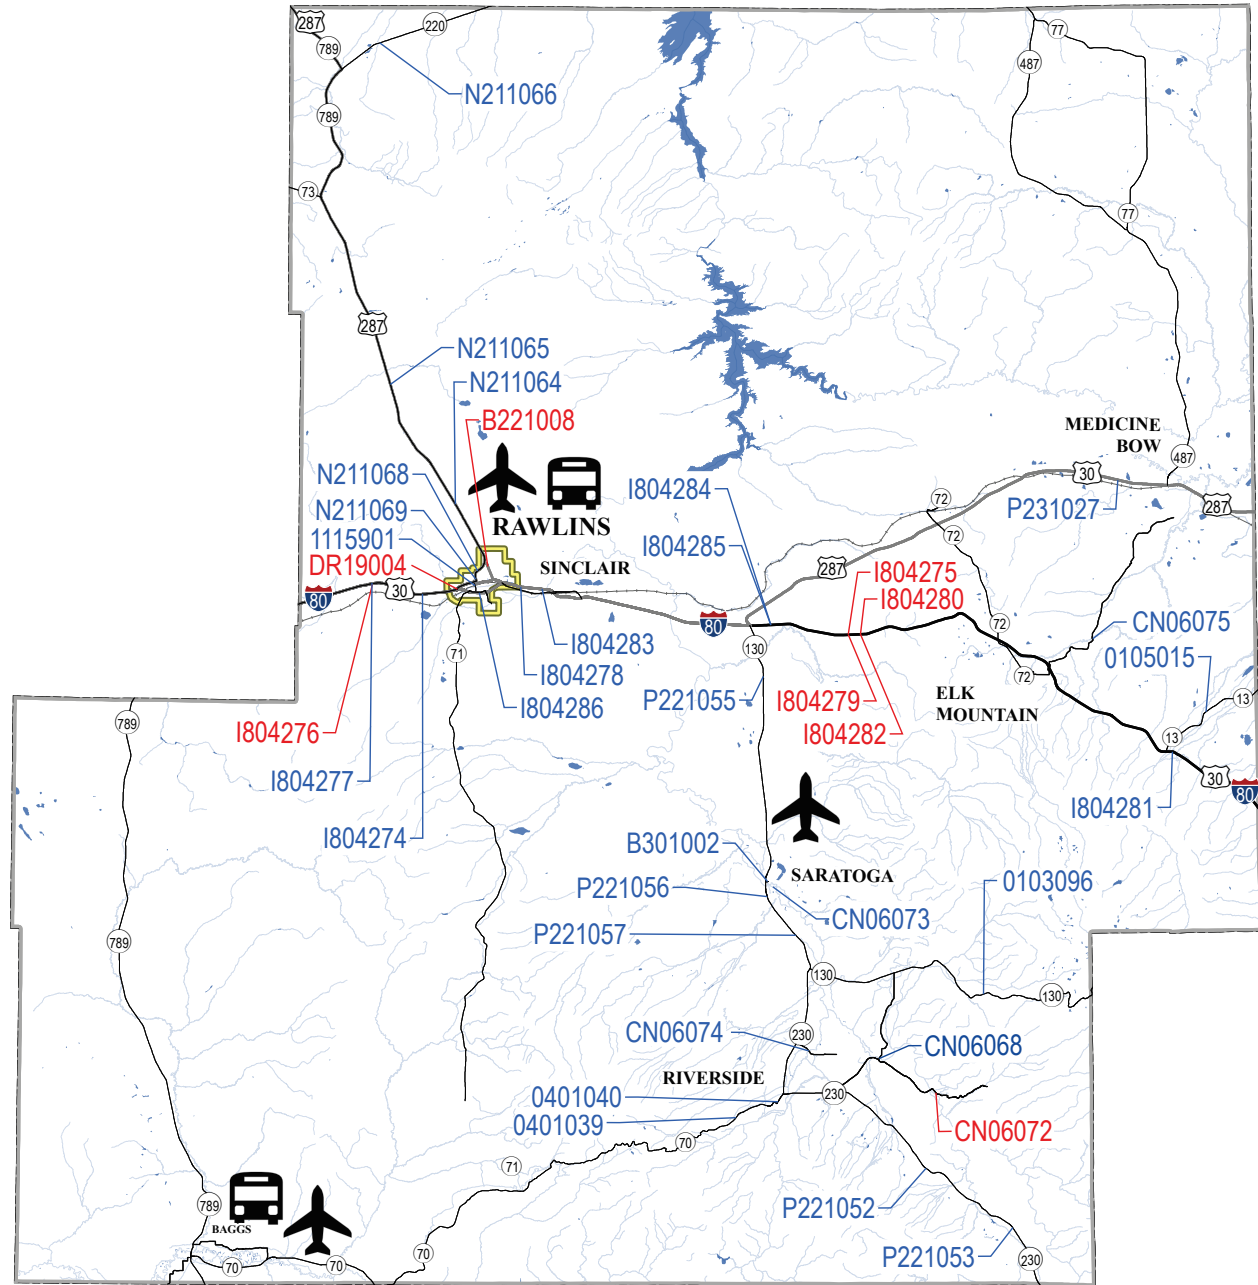 287
220
77
789
487
N211066
789
73
77
287
N211065
N211064
B221008
MEDICINE
BOW
487
N211068
I804284
30
72
287
N211069
P231027
RAWLINS
1115901
72
I804285
DR19004
SINCLAIR
287
I804275
80
30
I804280
80
72
CN06075
130
71
I804283
0105015
I804278
72
P221055
I804279
ELK
MOUNTAIN
13
I804286
789
I804276
I804282
13
I804277
30
80
I804281
I804274
B301002
SARATOGA
P221056
0103096
CN06073
P221057
789
130
130
CN06074
230
CN06068
RIVERSIDE
0401040
230
0401039
CN06072
70
71
P221052
789
BAGGS
P221053
70
70
70
230